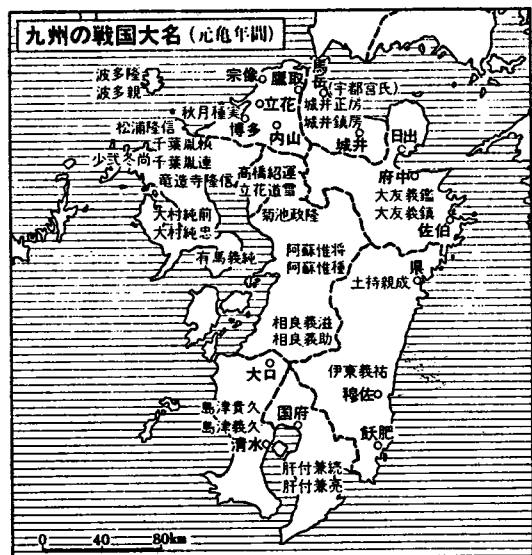 九州の戦国大名(元亀年間)
波多隆
波多親
宗像
鷹取
馬岳
(宇都宮氏)
城井正房
城井鎮房
立花
秋月種実
博多
内山
城井
日出
松浦隆信
千葉胤頼
少弐冬尚
千葉胤連
竜造寺隆信
高橋紹運
立花道雪
府中
大友義鑑
大友義鎮
佐伯
大村純前
大村純忠
菊池政隆
有馬義純
阿蘇惟将
阿蘇惟種
県
土持親成
相良義滋
相良義助
大口
伊東義祐
穆佐
島津貴久
島津義久
国府
清水
飫肥
肝付兼続
肝付兼亮
0 40 80km